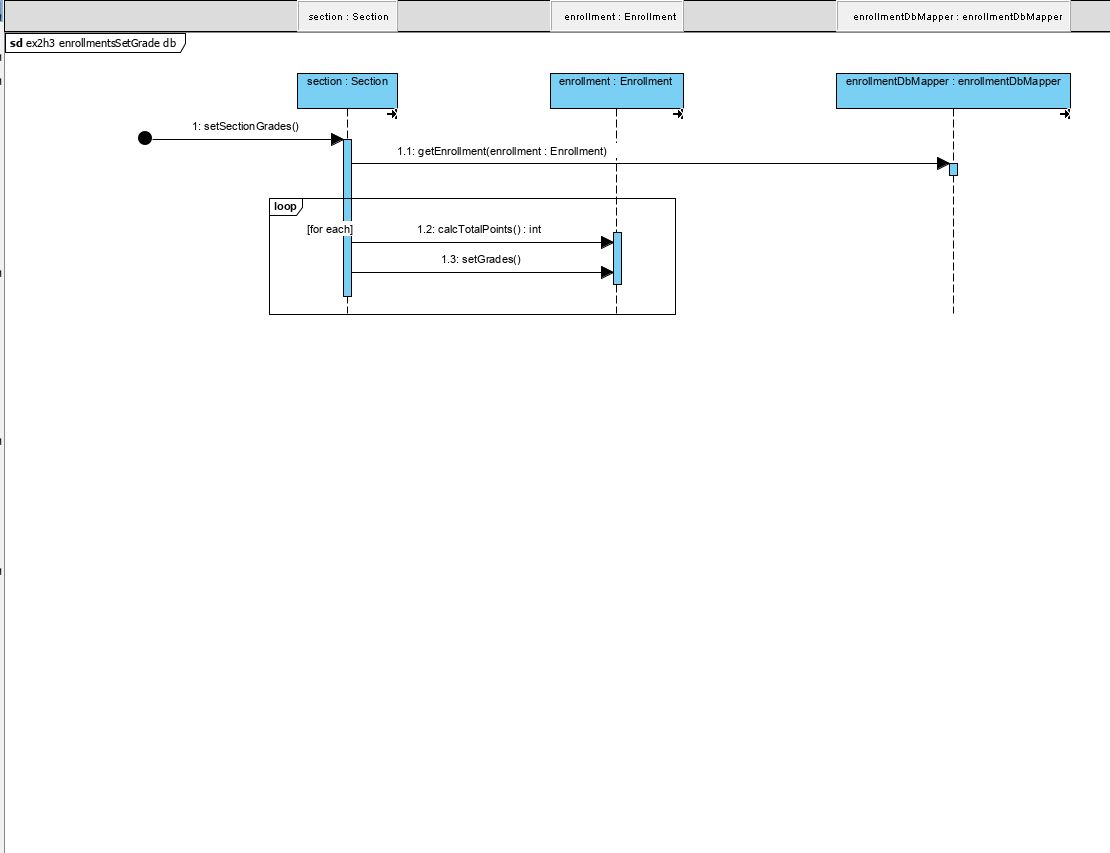 section : Section
enrollment : Enrollment
enrollmentDbMapper : enrollmentDbMapper
sd ex2h3 enrollmentsSetGrade db
section : Section
enrollment : Enrollment
enrollmentDbMapper : enrollmentDbMapper
1: setSectionGrades()
1.1: getEnrollment(enrollment : Enrollment)
loop
[for each]
1.2: calcTotalPoints() : int
1.3: setGrades()